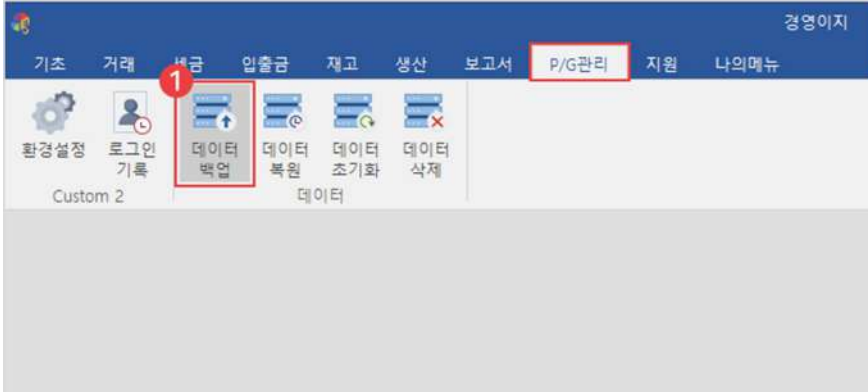 경영이지
기초 거래 세금 입출금 재고 생산 보고서 P/G관리 지원 나의메뉴
1
환경설정 로그인 데이터 데이터 데이터 데이터
기록 백업 복원 초기화 삭제
Custom 2 데이터